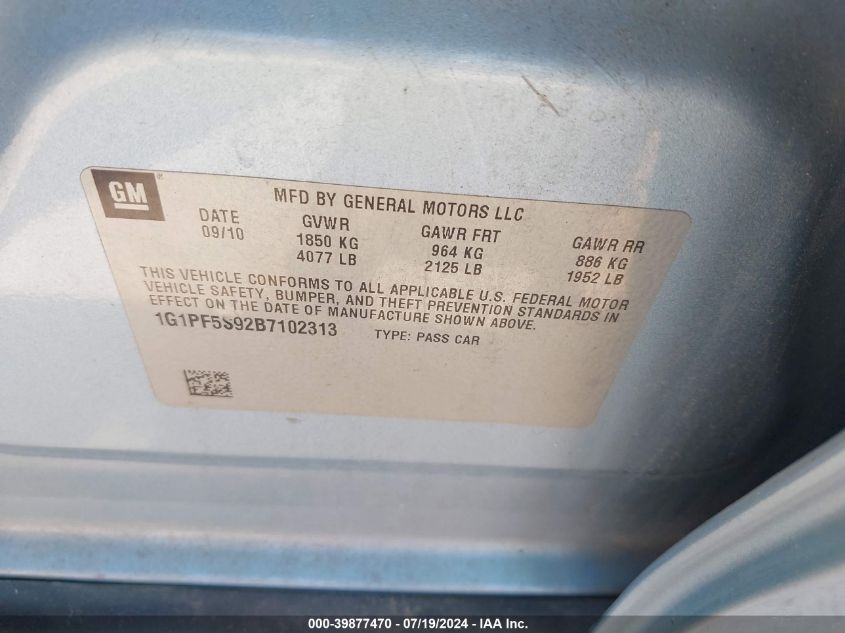 GM®
MFD BY GENERAL MOTORS LLC
DATE GVWR GAWR FRT GAWR RR
09/10 1850 KG 964 KG 886 KG
4077 LB 2125 LB 1952 LB
THIS VEHICLE CONFORMS TO ALL APPLICABLE U.S. FEDERAL MOTOR
VEHICLE SAFETY, BUMPER, AND THEFT PREVENTION STANDARDS IN
EFFECT ON THE DATE OF MANUFACTURE SHOWN ABOVE.
1G1PF5S92B7102313 TYPE: PASS CAR
000-39877470 - 07/19/2024 - IAA Inc.